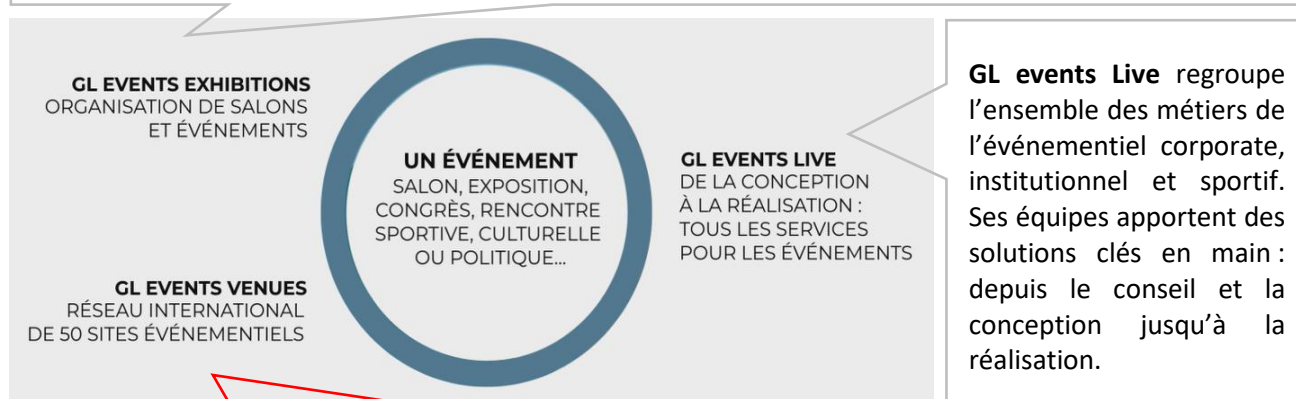 GL EVENTS EXHIBITIONS
ORGANISATION DE SALONS
ET ÉVÉNEMENTS
GL EVENTS VENUES
RÉSEAU INTERNATIONAL
DE 50 SITES ÉVÉNEMENTIELS
UN ÉVÉNEMENT
SALON, EXPOSITION,
CONGRÈS, RENCONTRE
SPORTIVE, CULTURELLE
OU POLITIQUE...
GL EVENTS LIVE
DE LA CONCEPTION
À LA RÉALISATION :
TOUS LES SERVICES
POUR LES ÉVÉNEMENTS
GL events Live regroupe
l’ensemble des métiers de
l’événementiel corporate,
institutionnel et sportif.
Ses équipes apportent des
solutions clés en main :
depuis le conseil et la
conception jusqu’à la
réalisation.